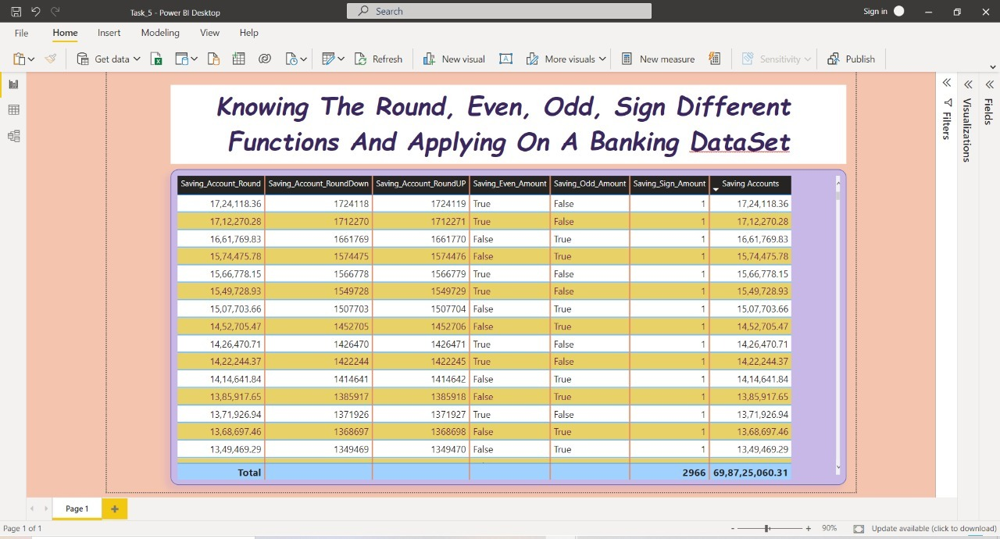 Task_5 - Power BI Desktop
Search
Sign in
File Home Insert Modeling View Help
Get data Refresh New visual More visuals New measure Sensitivity Publish
Knowing The Round, Even, Odd, Sign Different
Functions And Applying On A Banking DataSet
Filters
Visualizations
Fields
Saving_Account_Round Saving_Account_RoundDown Saving_Account_RoundUP Saving_Even_Amount Saving_Odd_Amount Saving_Sign_Amount Saving Accounts
17,24,118.36 1724118 1724119 True False 1 17,24,118.36
17,12,270.28 1712270 1712271 True False 1 17,12,270.28
16,61,769.83 1661769 1661770 False True 1 16,61,769.83
15,74,475.78 1574475 1574476 False True 1 15,74,475.78
15,66,778.15 1566778 1566779 True False 1 15,66,778.15
15,49,728.93 1549728 1549729 True False 1 15,49,728.93
15,07,703.66 1507703 1507704 False True 1 15,07,703.66
14,52,705.47 1452705 1452706 False True 1 14,52,705.47
14,26,470.71 1426470 1426471 True False 1 14,26,470.71
14,22,244.37 1422244 1422245 True False 1 14,22,244.37
14,14,641.84 1414641 1414642 False True 1 14,14,641.84
13,85,917.65 1385917 1385918 False True 1 13,85,917.65
13,71,926.94 1371926 1371927 True False 1 13,71,926.94
13,68,697.46 1368697 1368698 False True 1 13,68,697.46
13,49,469.29 1349469 1349470 False True 1 13,49,469.29
Total 2966 69,87,25,060.31
Page 1
Page 1 of 1
- + 90% Update available (click to download)